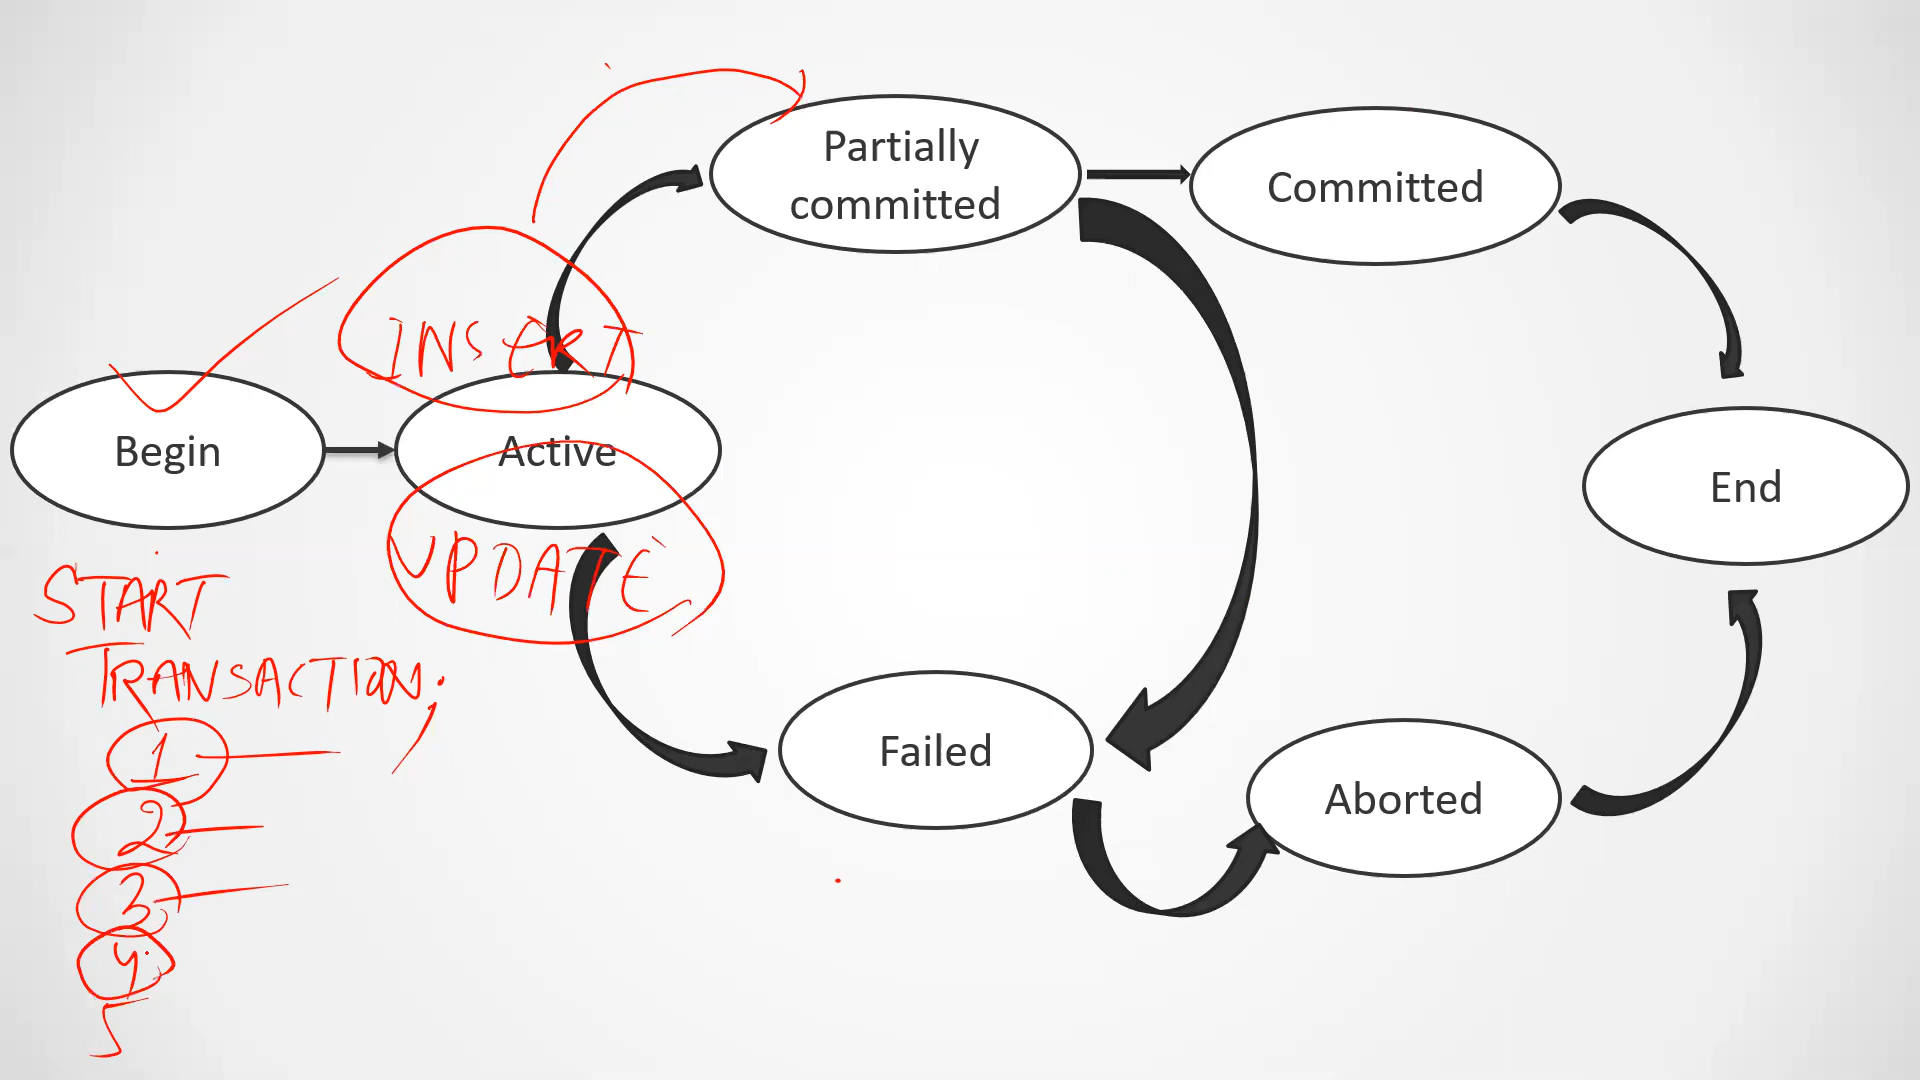 Partially
committed
Committed
INSERT
Begin
Active
End
UPDATE
START
TRANSACTION;
Failed
Aborted
1
2
3
4
5